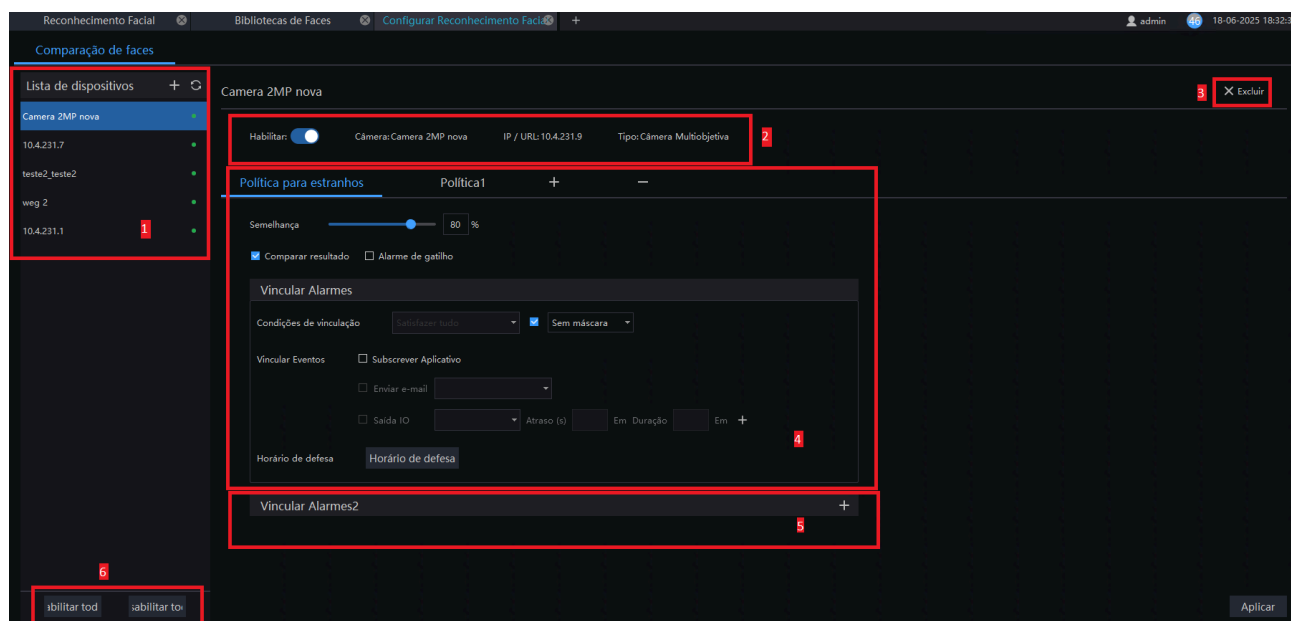 Reconhecimento Facial Bibliotecas de Faces Configurar Reconhecimento Facial + admin 46 18-06-2025 18:32:3
Comparação de faces
Lista de dispositivos +
Camera 2MP nova
10.4.231.7
teste2_teste2
weg 2
10.4.231.1
1
6
abilitar tod sabilitar to
Camera 2MP nova
3 Excluir
Habilitar: Câmera:Camera 2MP nova IP / URL:10.4.231.9 Tipo:Câmera Multiobjetiva 2
Política para estranhos Política1 + −
Semelhança 80 %
Comparar resultado Alarme de gatilho
Vincular Alarmes
Condições de vinculação Satisfazer tudo Sem máscara
Vincular Eventos Subscrever Aplicativo
Enviar e-mail
Saída IO Atraso (s) Em Duração Em +
4
Horário de defesa Horário de defesa
Vincular Alarmes2 +
5
Aplicar